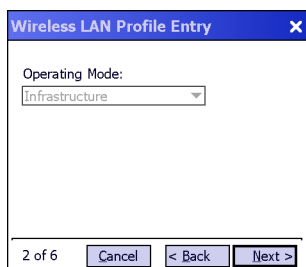 Wireless LAN Profile Entry
Operating Mode:
Infrastructure
2 of 6 Cancel < Back Next >